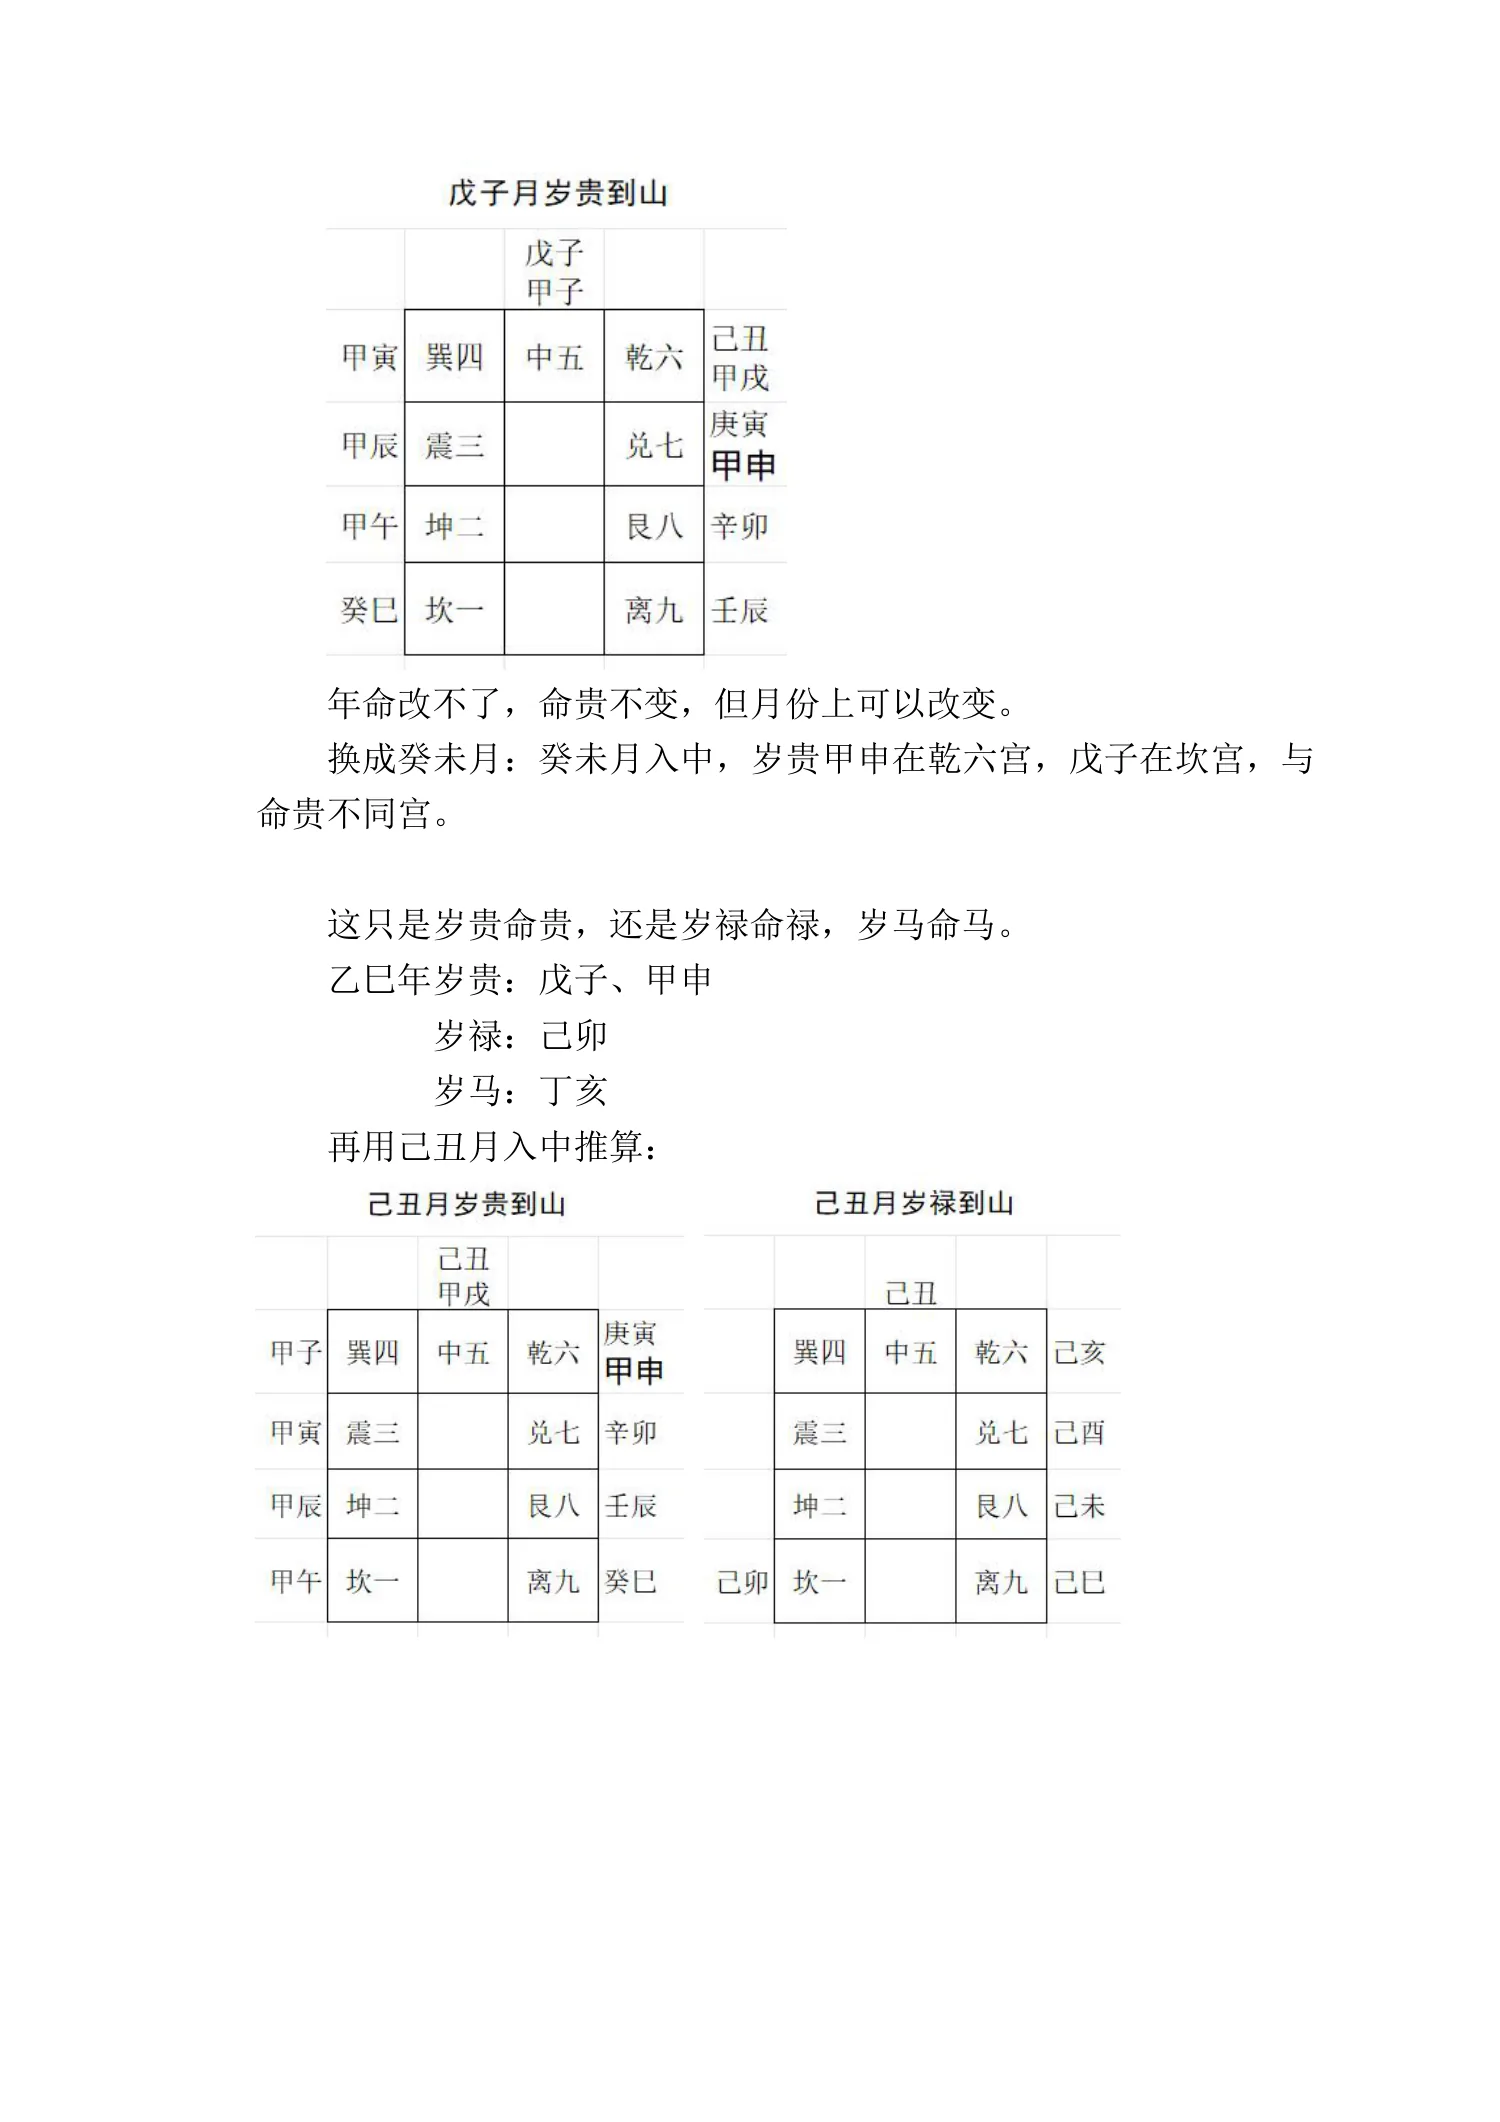 戊子月岁贵到山
戊子
甲子
甲寅 巽四 中五 乾六 己丑
甲戌
甲辰 震三 兑七 庚寅
甲申
甲午 坤二 艮八 辛卯
癸巳 坎一 离九 壬辰
年命改不了，命贵不变，但月份上可以改变。
换成癸未月：癸未月入中，岁贵甲申在乾六宫，戊子在坎宫，与
命贵不同宫。
这只是岁贵命贵，还是岁禄命禄，岁马命马。
乙巳年岁贵：戊子、甲申
岁禄：己卯
岁马：丁亥
再用己丑月入中推算：
己丑月岁贵到山
己丑
甲戌
甲子 巽四 中五 乾六 庚寅
甲申
甲寅 震三 兑七 辛卯
甲辰 坤二 艮八 壬辰
甲午 坎一 离九 癸巳
己丑月岁禄到山
己丑
巽四 中五 乾六 己亥
震三 兑七 己酉
坤二 艮八 己未
己卯 坎一 离九 己巳